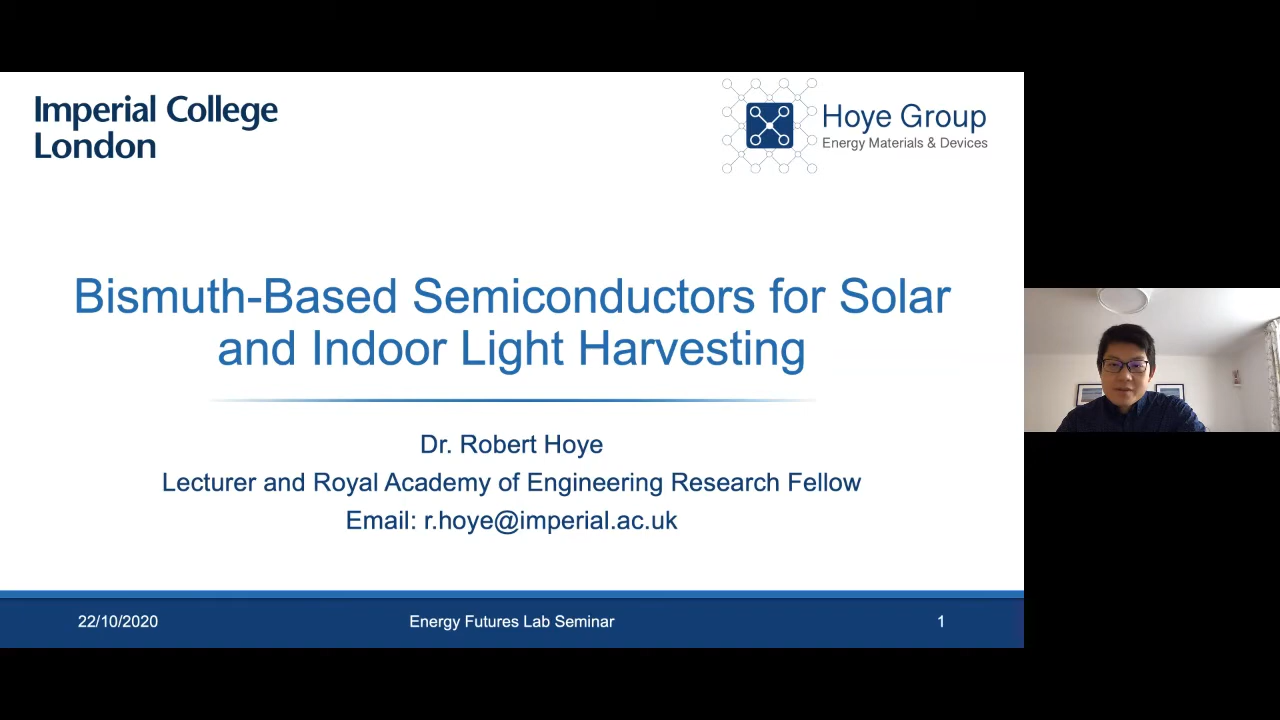 Imperial College
London
Hoye Group
Energy Materials & Devices
Bismuth-Based Semiconductors for Solar
and Indoor Light Harvesting
Dr. Robert Hoye
Lecturer and Royal Academy of Engineering Research Fellow
Email: r.hoye@imperial.ac.uk
22/10/2020
Energy Futures Lab Seminar
1